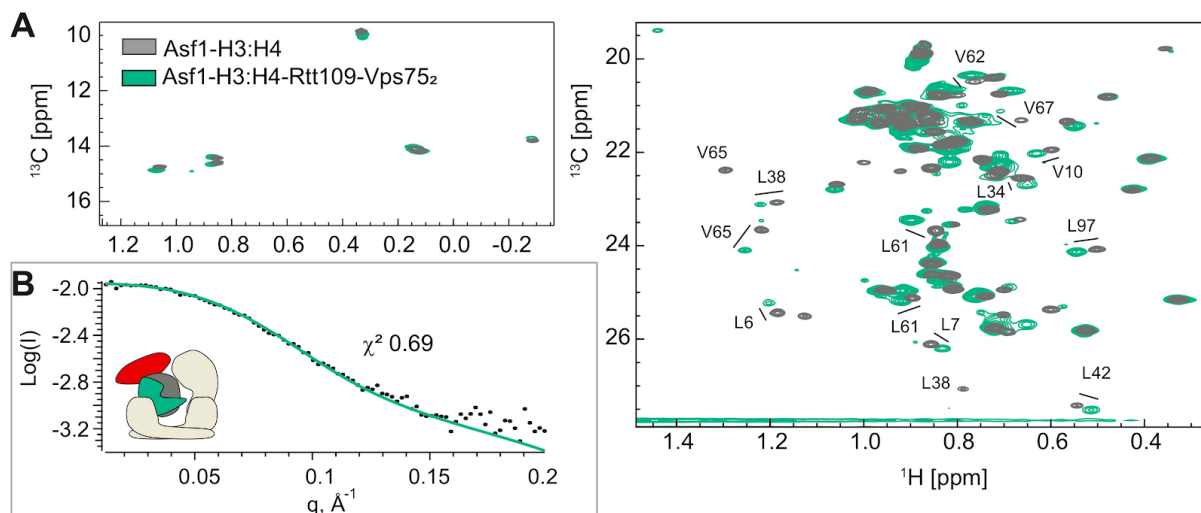 A
Asf1-H3:H4
Asf1-H3:H4-Rtt109-Vps75₂
¹³C [ppm]
10
12
14
16
1.2 1.0 0.8 0.6 0.4 0.2 0.0 -0.2
B
Log(I)
-2.0
-2.4
-2.8
-3.2
χ² 0.69
0.05 0.1 0.15 0.2
q, Å⁻¹
¹³C [ppm]
20
22
24
26
V62
V67
V65
L38
V10
L34
V65
L61
L97
L6
L61
L7
L38
L42
1.4 1.2 1.0 0.8 0.6 0.4
¹H [ppm]